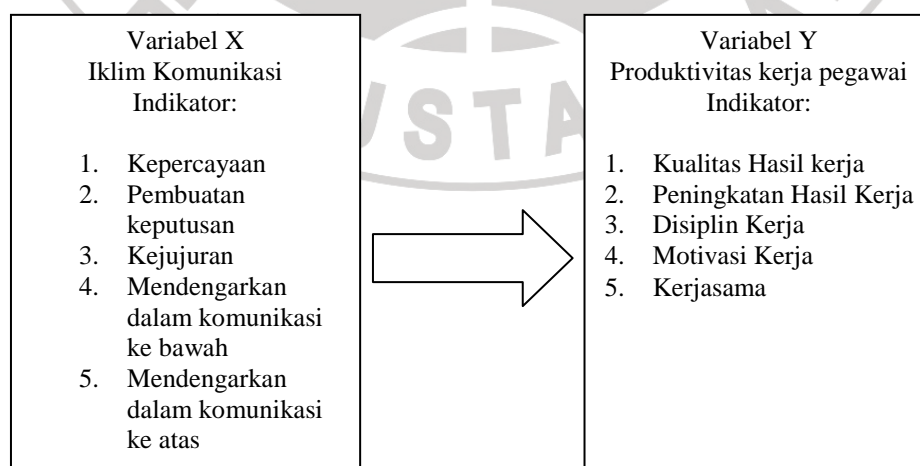 Variabel X
Iklim Komunikasi
Indikator:
1. Kepercayaan
2. Pembuatan
keputusan
3. Kejujuran
4. Mendengarkan
dalam komunikasi
ke bawah
5. Mendengarkan
dalam komunikasi
ke atas
Variabel Y
Produktivitas kerja pegawai
Indikator:
1. Kualitas Hasil kerja
2. Peningkatan Hasil Kerja
3. Disiplin Kerja
4. Motivasi Kerja
5. Kerjasama